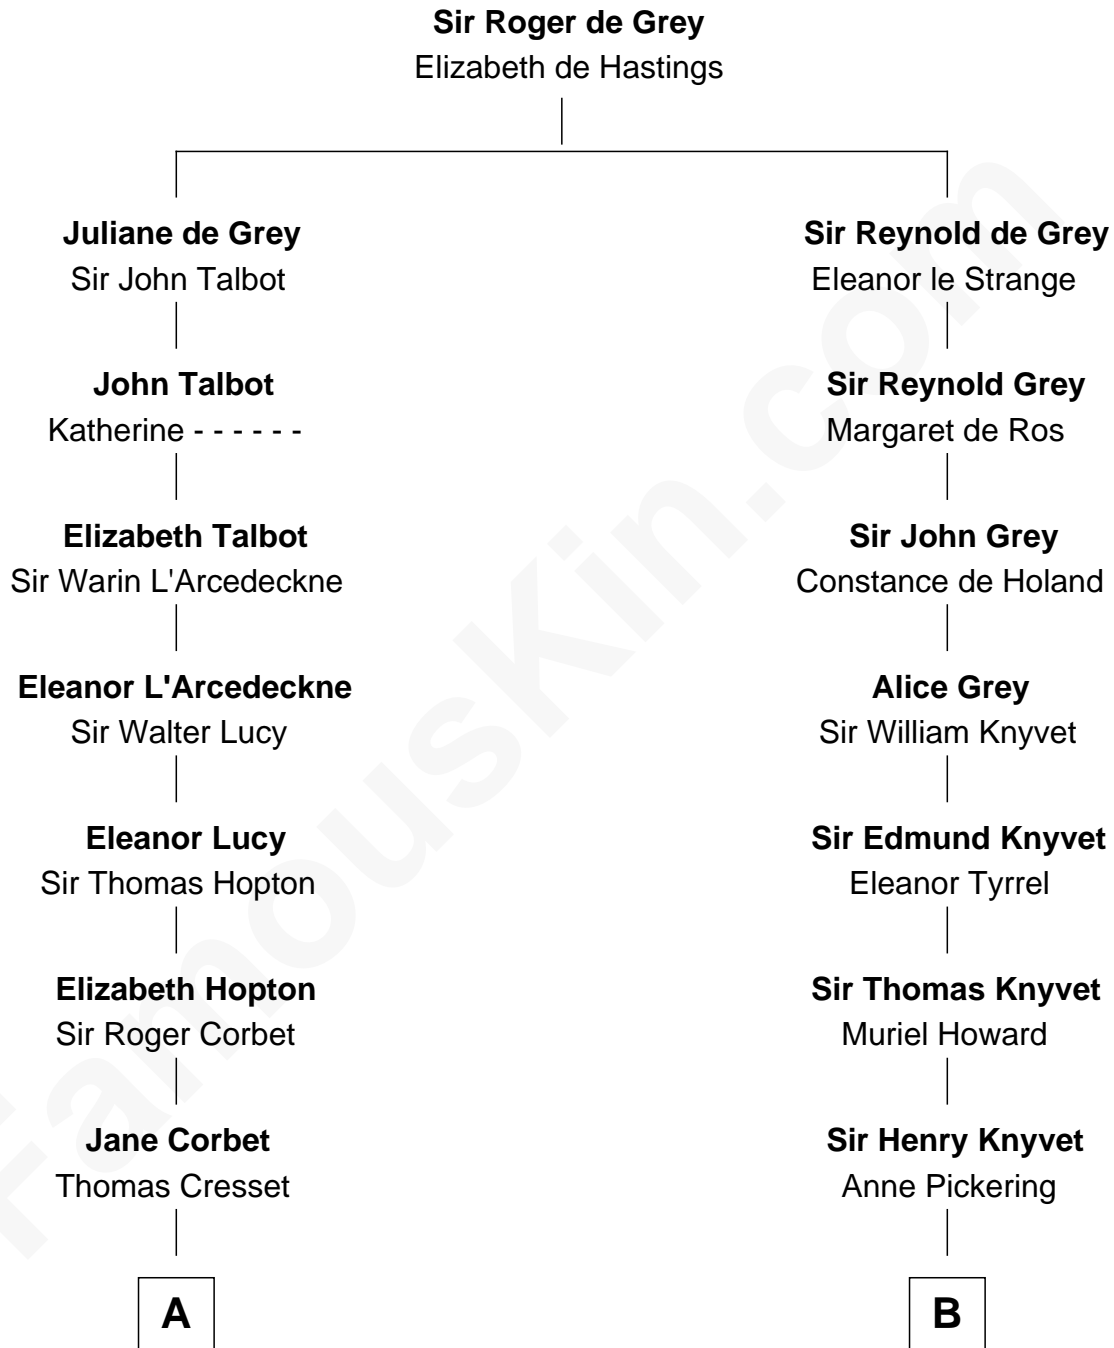 Sir Roger de Grey
Elizabeth de Hastings
Juliane de Grey
Sir John Talbot
Sir Reynold de Grey
Eleanor le Strange
John Talbot
Katherine - - - - - -
Sir Reynold Grey
Margaret de Ros
Elizabeth Talbot
Sir Warin L'Arcedeckne
Sir John Grey
Constance de Holand
Eleanor L'Arcedeckne
Sir Walter Lucy
Alice Grey
Sir William Knyvet
Eleanor Lucy
Sir Thomas Hopton
Sir Edmund Knyvet
Eleanor Tyrrel
Elizabeth Hopton
Sir Roger Corbet
Sir Thomas Knyvet
Muriel Howard
Jane Corbet
Thomas Cresset
Sir Henry Knyvet
Anne Pickering
A
B
FamousKin.com